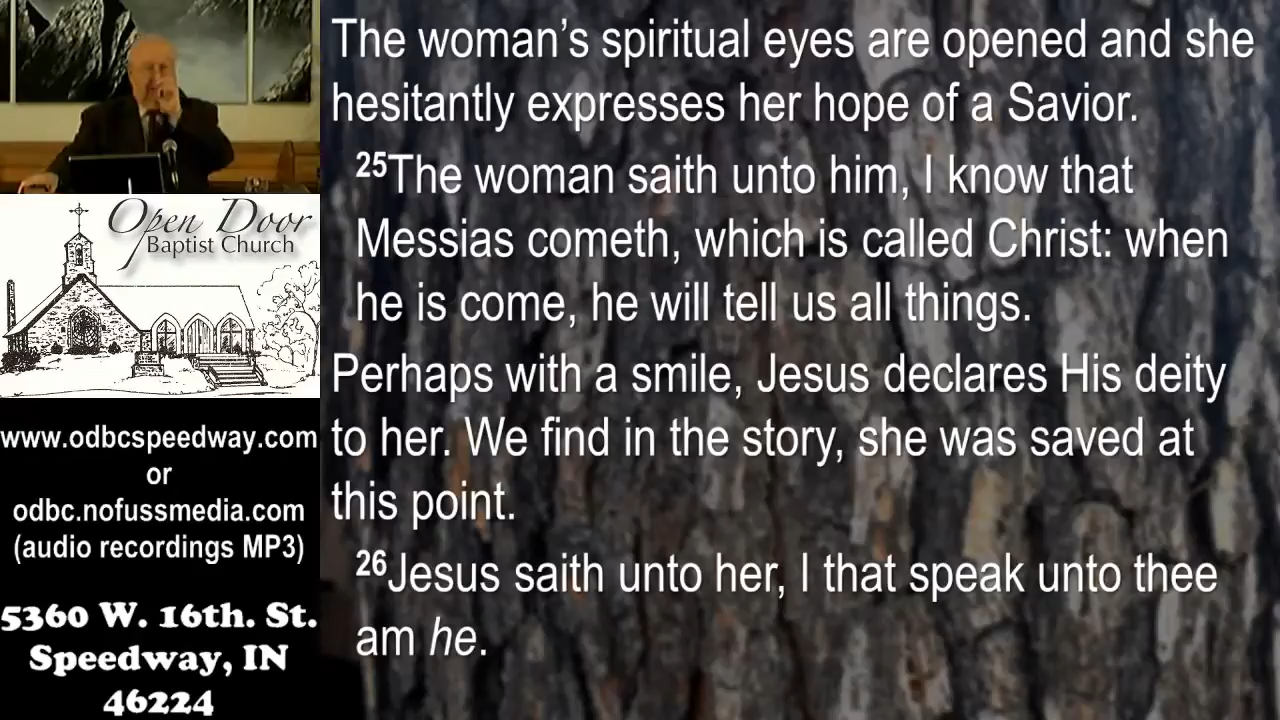 Open Door
Baptist Church
www.odbcspeedway.com
or
odbc.nofussmedia.com
(audio recordings MP3)
5360 W. 16th. St.
Speedway, IN
46224
The woman’s spiritual eyes are opened and she
hesitantly expresses her hope of a Savior.
25The woman saith unto him, I know that
Messias cometh, which is called Christ: when
he is come, he will tell us all things.
Perhaps with a smile, Jesus declares His deity
to her. We find in the story, she was saved at
this point.
26Jesus saith unto her, I that speak unto thee
am he.